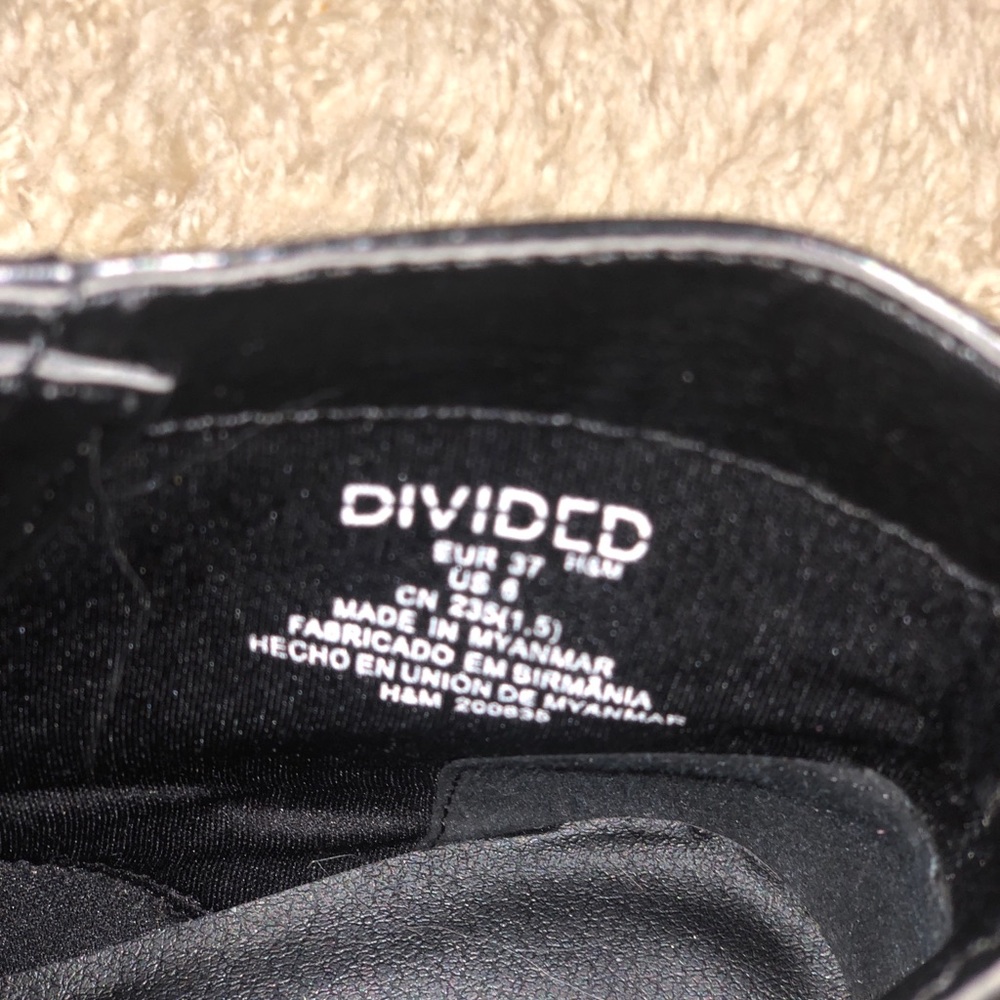 DIVIDED
H&M
EUR 37
US 6
CN 235(1,5)
MADE IN MYANMAR
FABRICADO EM BIRMÂNIA
HECHO EN UNIÓN DE MYANMAR
H&M 200635